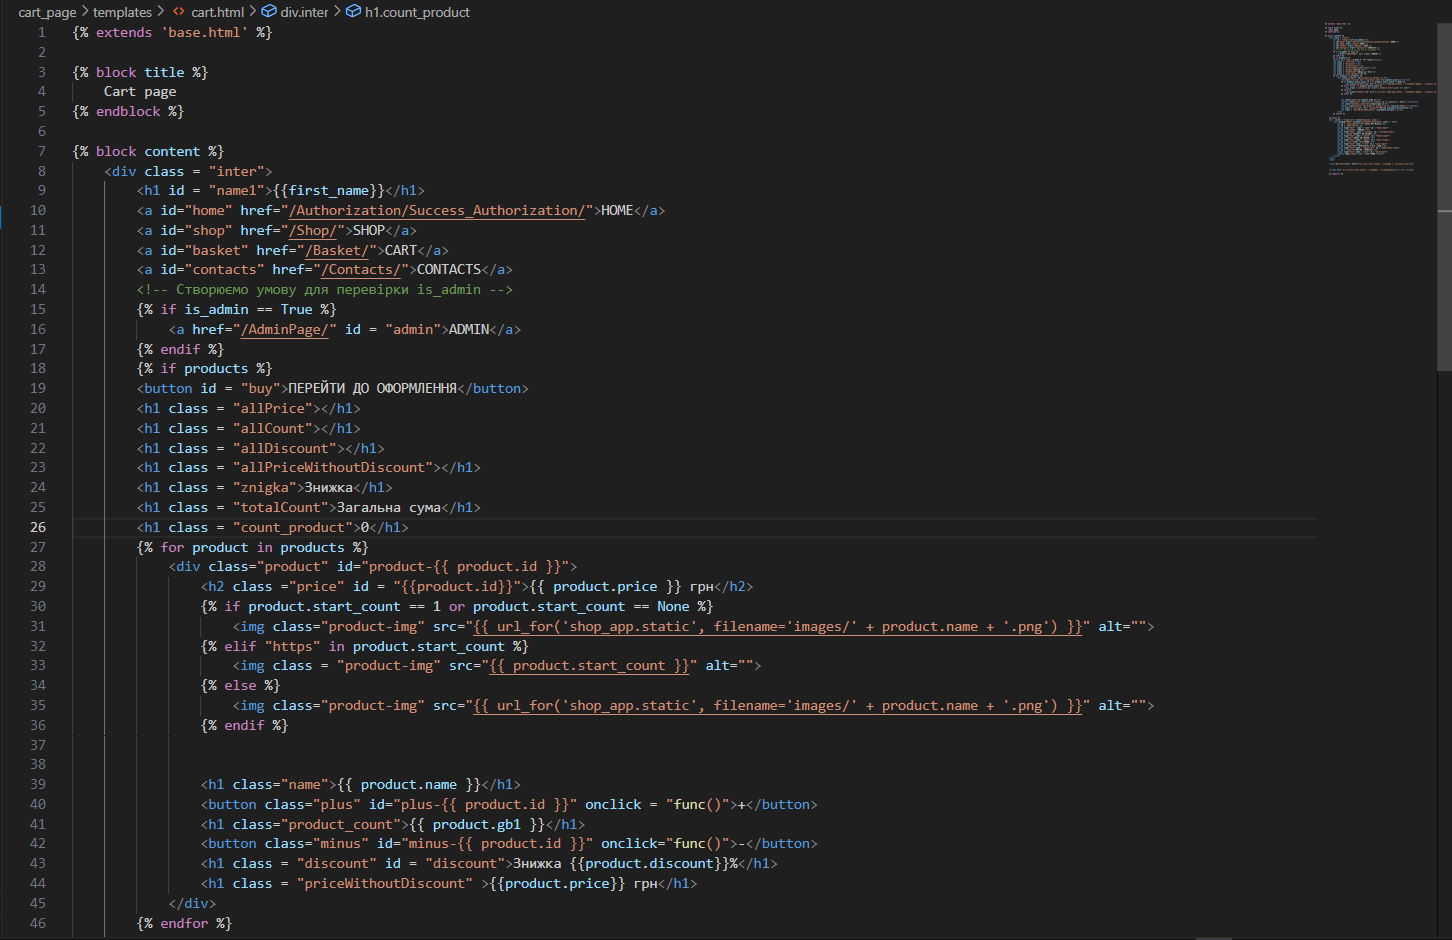 cart_page > templates > <> cart.html > div.inter > h1.count_product
1 {% extends 'base.html' %}
2
3 {% block title %}
4 Cart page
5 {% endblock %}
6
7 {% block content %}
8 <div class = "inter">
9 <h1 id = "name1">{{first_name}}</h1>
10 <a id="home" href="/Authorization/Success_Authorization/">HOME</a>
11 <a id="shop" href="/Shop/">SHOP</a>
12 <a id="basket" href="/Basket/">CART</a>
13 <a id="contacts" href="/Contacts/">CONTACTS</a>
14 <!-- Створюємо умову для перевірки is_admin -->
15 {% if is_admin == True %}
16 <a href="/AdminPage/" id = "admin">ADMIN</a>
17 {% endif %}
18 {% if products %}
19 <button id = "buy">ПЕРЕЙТИ ДО ОФОРМЛЕННЯ</button>
20 <h1 class = "allPrice"></h1>
21 <h1 class = "allCount"></h1>
22 <h1 class = "allDiscount"></h1>
23 <h1 class = "allPriceWithoutDiscount"></h1>
24 <h1 class = "znigka">Знижка</h1>
25 <h1 class = "totalCount">Загальна сума</h1>
26 <h1 class = "count_product">0</h1>
27 {% for product in products %}
28 <div class="product" id="product-{{ product.id }}">
29 <h2 class ="price" id = "{{product.id}}">{{ product.price }} грн</h2>
30 {% if product.start_count == 1 or product.start_count == None %}
31 <img class="product-img" src="{{ url_for('shop_app.static', filename='images/' + product.name + '.png') }}" alt="">
32 {% elif "https" in product.start_count %}
33 <img class = "product-img" src="{{ product.start_count }}" alt="">
34 {% else %}
35 <img class="product-img" src="{{ url_for('shop_app.static', filename='images/' + product.name + '.png') }}" alt="">
36 {% endif %}
37
38
39 <h1 class="name">{{ product.name }}</h1>
40 <button class="plus" id="plus-{{ product.id }}" onclick = "func()">+</button>
41 <h1 class="product_count">{{ product.gb1 }}</h1>
42 <button class="minus" id="minus-{{ product.id }}" onclick="func()">-</button>
43 <h1 class = "discount" id = "discount">Знижка {{product.discount}}%</h1>
44 <h1 class = "priceWithoutDiscount" >{{product.price}} грн</h1>
45 </div>
46 {% endfor %}